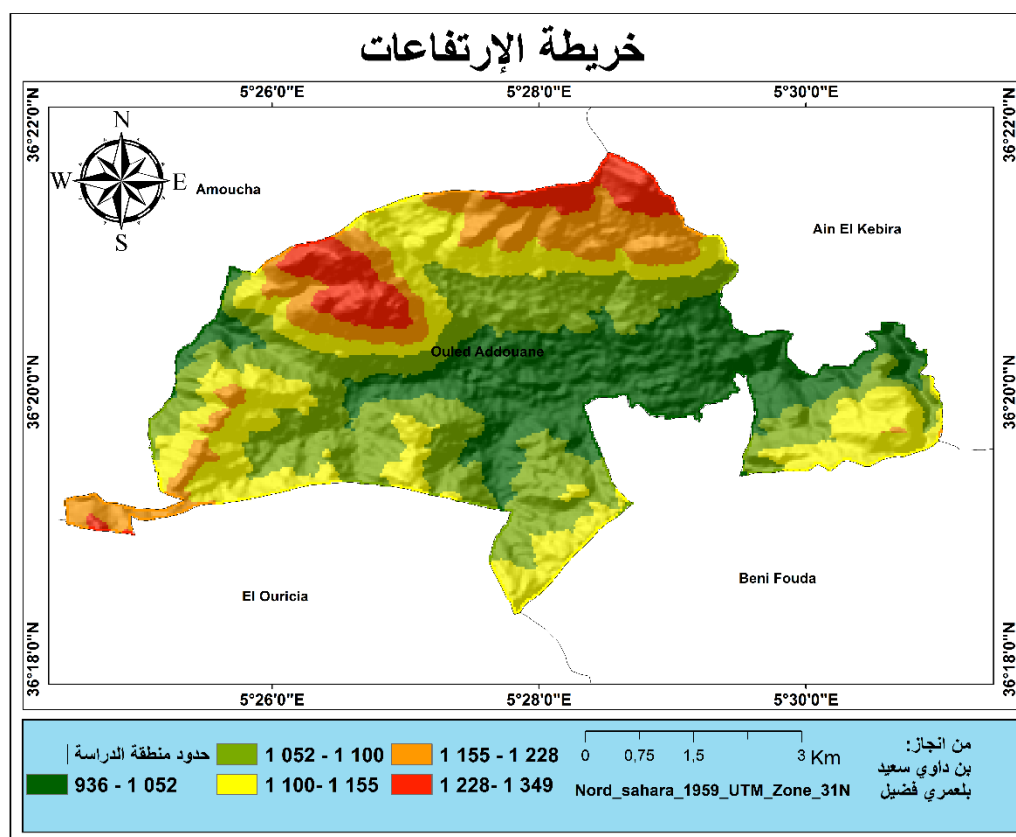 خريطة الإرتفاعات
5°26'0"E 5°28'0"E 5°30'0"E
36°22'0"N 36°22'0"N
N
W E
S
Amoucha
Ain El Kebira
Ouled Addouane
36°20'0"N 36°20'0"N
El Ouricia
Beni Fouda
36°18'0"N 36°18'0"N
5°26'0"E 5°28'0"E 5°30'0"E
حدود منطقة الدراسة
936 - 1 052
1 052 - 1 100
1 100- 1 155
1 155 - 1 228
1 228- 1 349
0 0,75 1,5 3 Km
Nord_sahara_1959_UTM_Zone_31N
من انجاز:
بن داوي سعيد
بلعمري فضيل